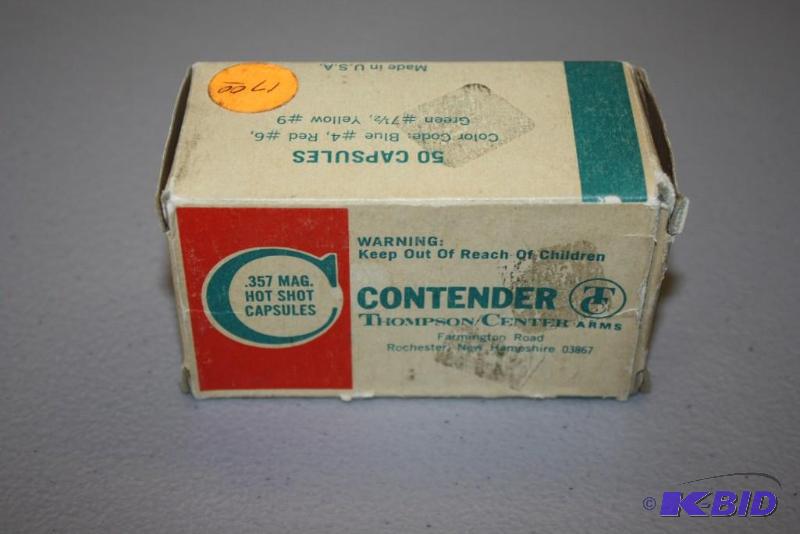 17.00
Made in U.S.A.
50 CAPSULES
Color Code: Blue #4, Red #6,
Green #7½, Yellow #9
WARNING:
Keep Out Of Reach Of Children
C
.357 MAG.
HOT SHOT
CAPSULES
CONTENDER TC
THOMPSON/CENTER ARMS
Farmington Road
Rochester, New Hampshire 03867
© K-BID